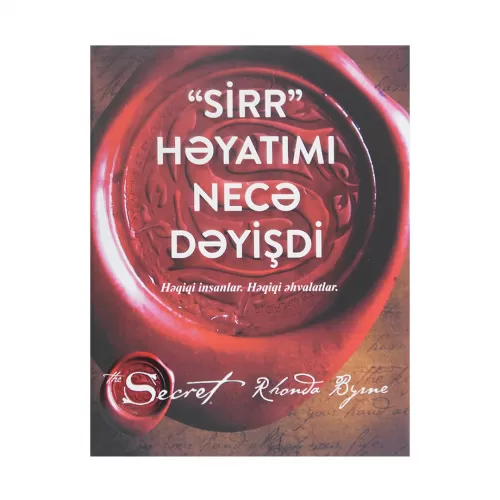 “SİRR”
HƏYATIMI
NECƏ
DƏYİŞDİ
Həqiqi insanlar. Həqiqi əhvalatlar.
the Secret Rhonda Byrne